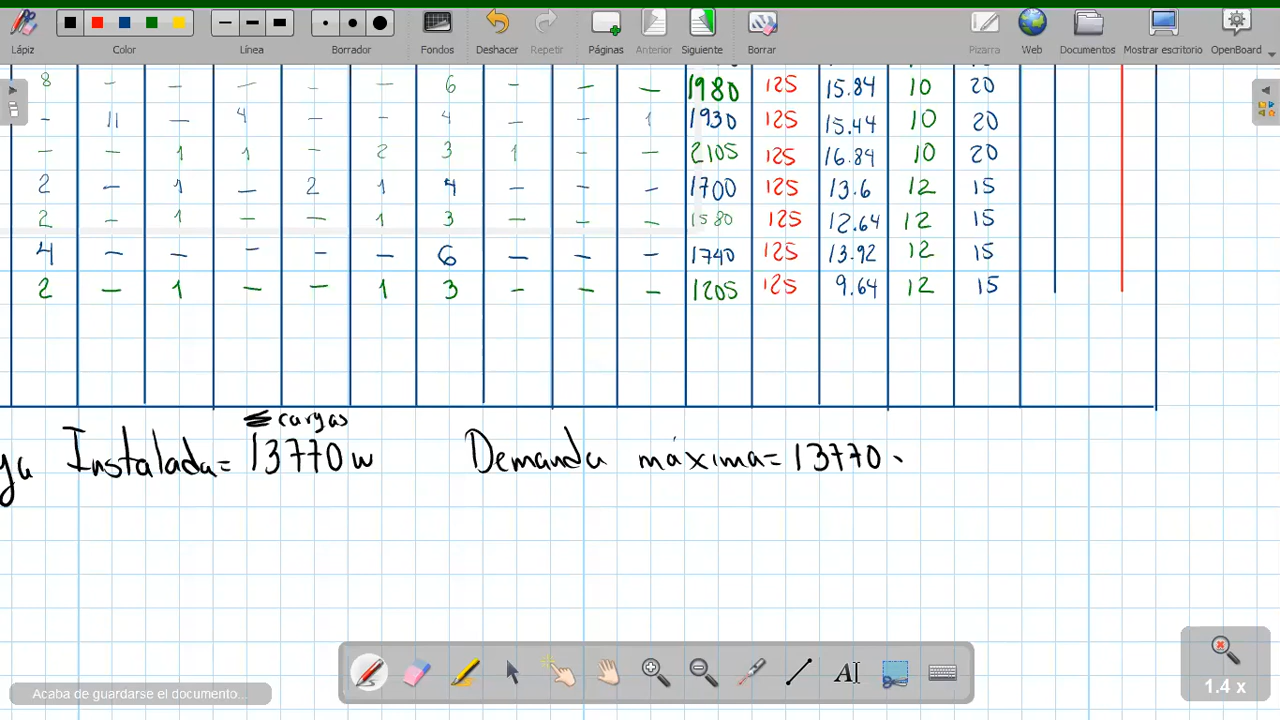 Lápiz Color Línea Borrador Fondos Deshacer Repetir Páginas Anterior Siguiente Borrar Pizarra Web Documentos Mostrar escritorio OpenBoard
8 - - - - - 6 - - - 1980 125 15.84 10 20
- 11 - 4 - - 4 - - 1 1930 125 15.44 10 20
- - 1 1 - 2 3 1 - - 2105 125 16.84 10 20
2 - 1 - 2 1 4 - - - 1700 125 13.6 12 15
2 - 1 - - 1 3 - - - 1580 125 12.64 12 15
4 - - - - - 6 - - - 1740 125 13.92 12 15
2 - 1 - - 1 3 - - - 1205 125 9.64 12 15
cargas
Instalada= 13770 w Demanda máxima= 13770
Acaba de guardarse el documento...
1.4 x